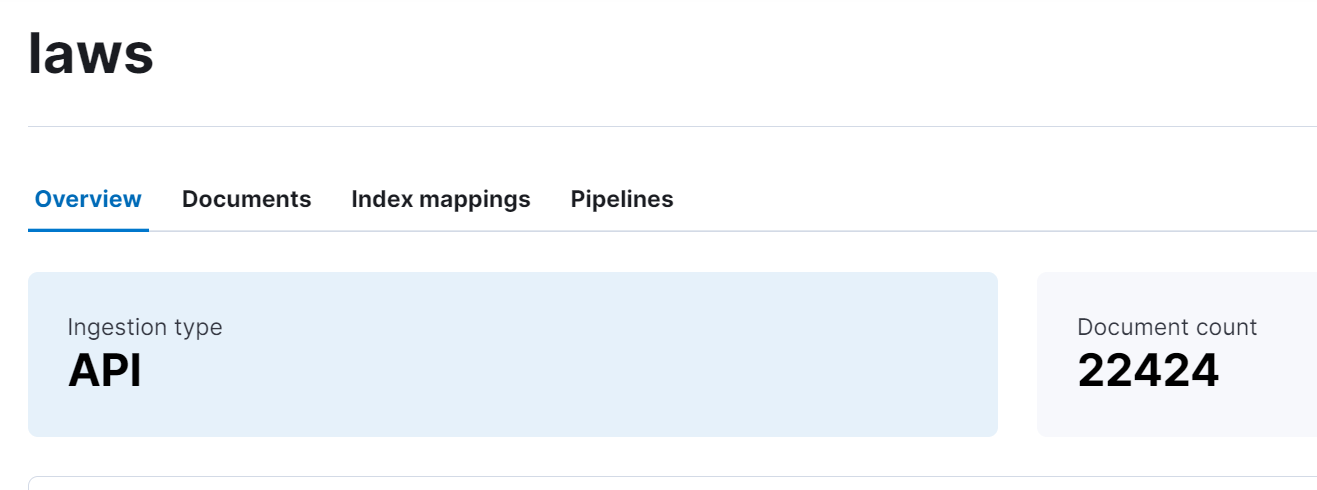 laws
Overview Documents Index mappings Pipelines
Ingestion type
API
Document count
22424